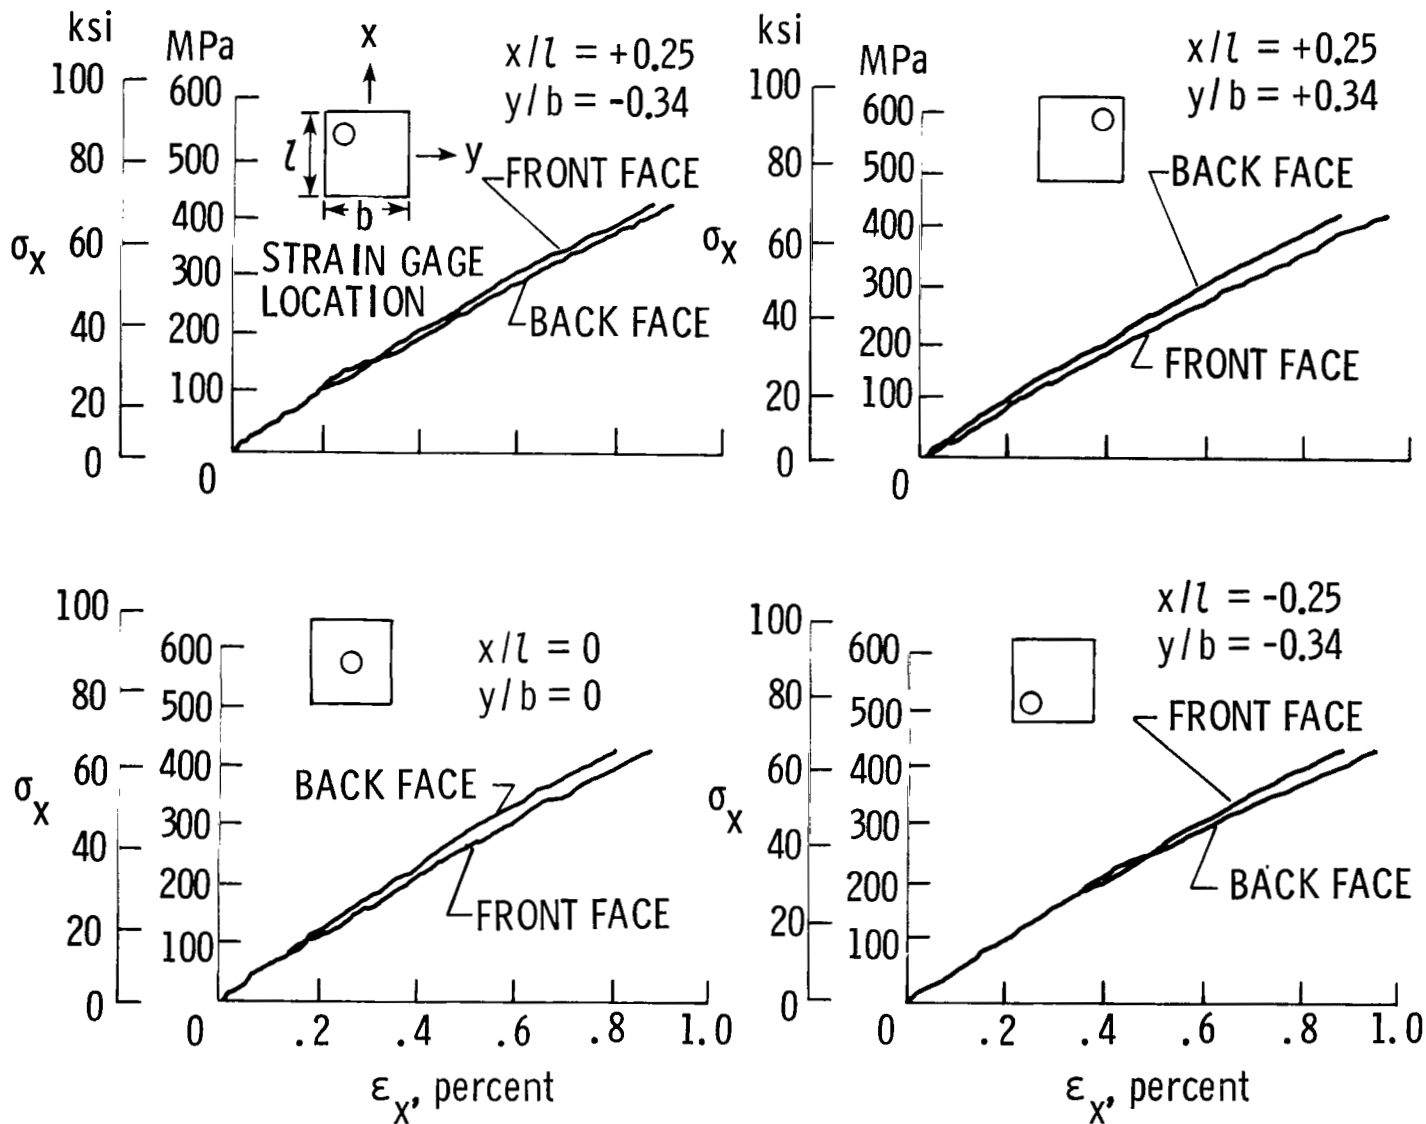 ksi
MPa
x
x/l = +0.25
y/b = -0.34
100
600
80
500
l
y
FRONT FACE
b
400
60
σx
300
STRAIN GAGE
LOCATION
BACK FACE
40
200
100
20
0
0
ksi
MPa
x/l = +0.25
y/b = +0.34
100
600
80
500
BACK FACE
400
60
σx
300
40
200
FRONT FACE
20
100
0
0
100
600
x/l = 0
y/b = 0
80
500
400
60
BACK FACE
σx
300
40
200
FRONT FACE
20
100
0
0 .2 .4 .6 .8 1.0
εx, percent
x/l = -0.25
y/b = -0.34
100
600
80
500
FRONT FACE
400
60
σx
300
40
200
BACK FACE
20
100
0
0 .2 .4 .6 .8 1.0
εx, percent